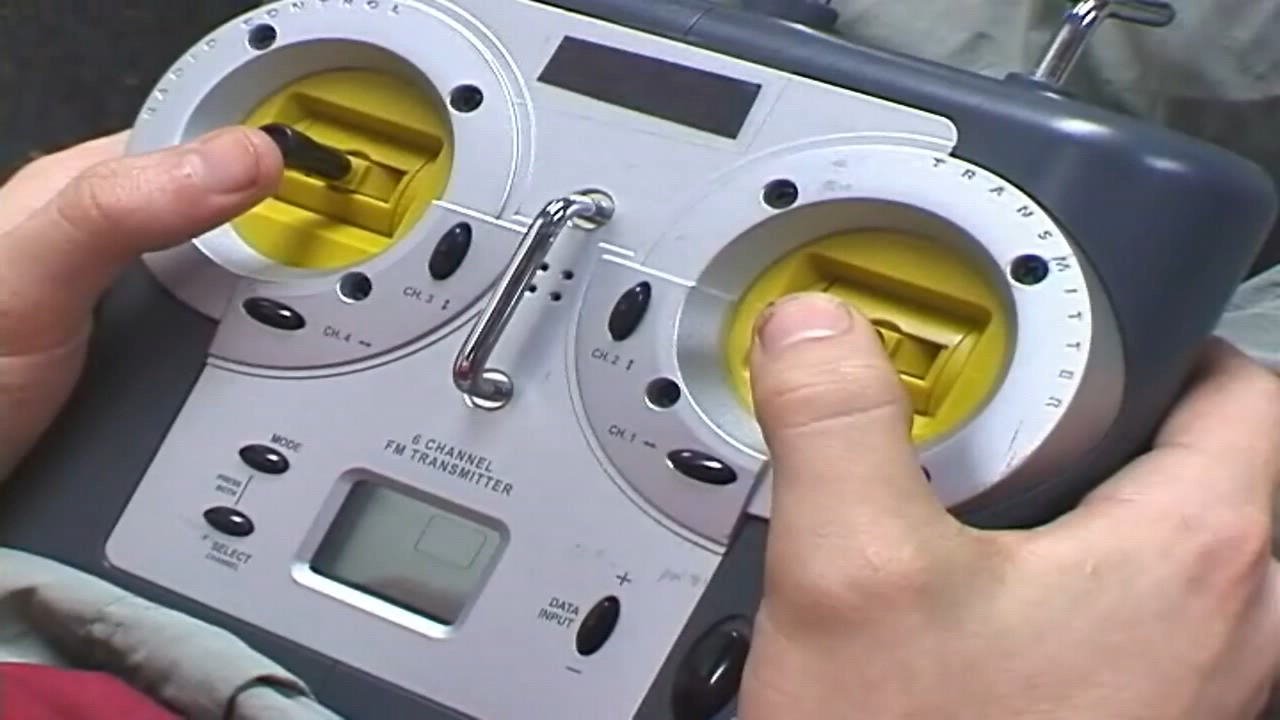 RADIO CONTROL
TRANSMITTER
CH.3
CH.4
CH.2
CH.1
6 CHANNEL
FM TRANSMITTER
MODE
PRESS
BOTH
SELECT
CHANNEL
DATA
INPUT
+
−